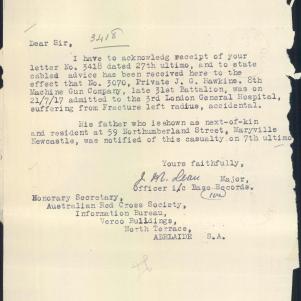 3418
Dear Sir,
I have to acknowledg receipt of your
letter No. 3418 dated 27th ultimo, and to state
cabled advice has been received here to the
effect that No. 3070, Private J. G. Hawkins, 8th
Machine Gun Company, late 31st Battalion, was on
21/7/17 admitted to the 3rd London General Hospital,
suffering from Fracture left radius, accidental.
His father who is shown as next-of-kin
and resident at 59 Northumberland Street, Maryville
Newcastle, was notified of this casualty on 7th ultimo
Yours faithfully,
J. M. Lean Major,
Officer i/c Base Records.
Honorary Secretary,
Australian Red Cross Society,
Information Bureau,
Verco Buildings,
North Terrace,
ADELAIDE S.A.